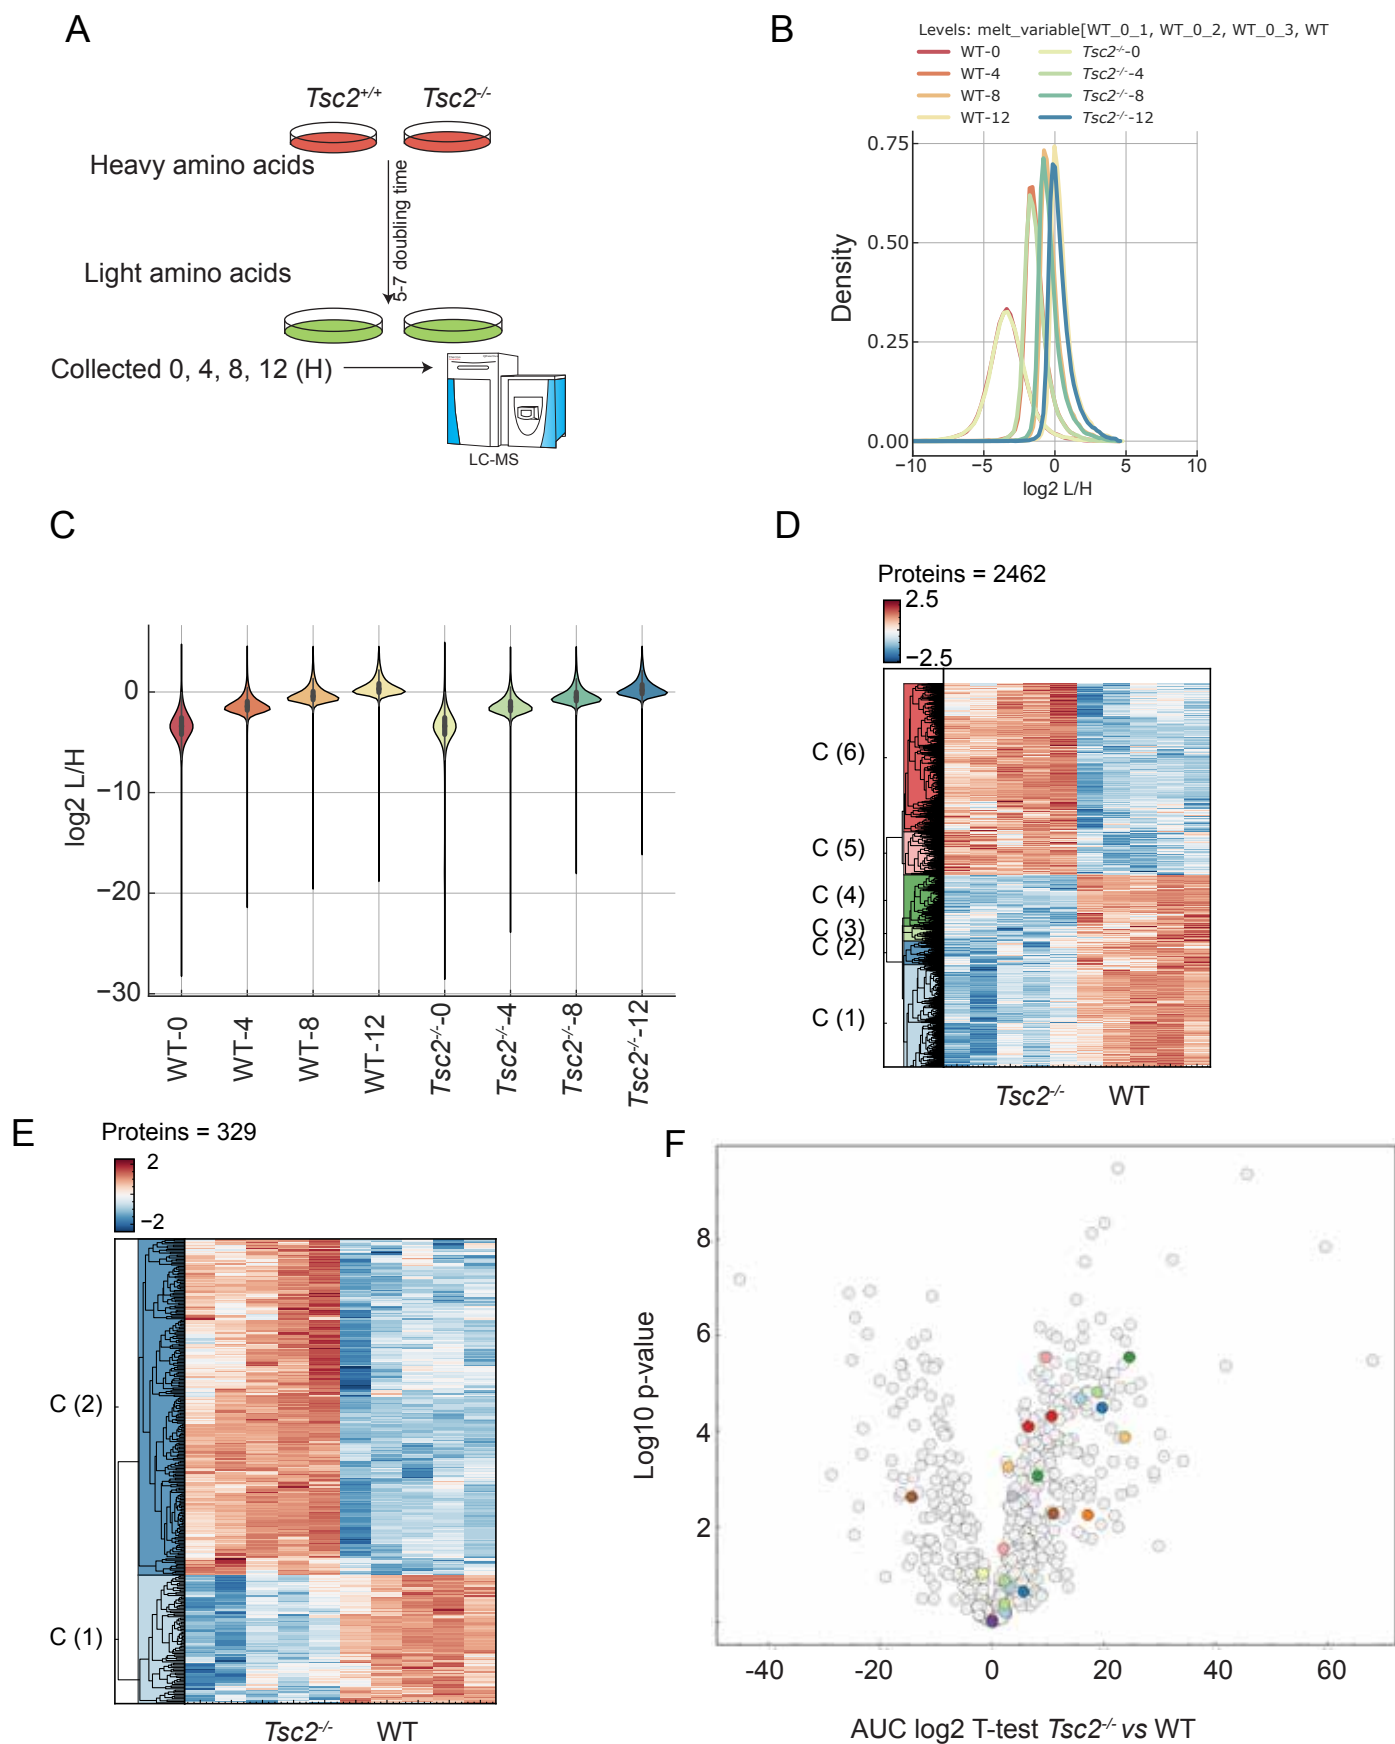 A
Tsc2+/+ Tsc2-/-
Heavy amino acids
5-7 doubling time
Light amino acids
Collected 0, 4, 8, 12 (H)
LC-MS
B
Levels: melt_variable[WT_0_1, WT_0_2, WT_0_3, WT
WT-0 Tsc2-/--0
WT-4 Tsc2-/--4
WT-8 Tsc2-/--8
WT-12 Tsc2-/--12
0.75
0.50
0.25
0.00
Density
−10 −5 0 5 10
log2 L/H
C
0
−10
−20
−30
log2 L/H
WT-0
WT-4
WT-8
WT-12
Tsc2-/--0
Tsc2-/--4
Tsc2-/--8
Tsc2-/--12
D
Proteins = 2462
2.5
−2.5
C (6)
C (5)
C (4)
C (3)
C (2)
C (1)
Tsc2-/- WT
E
Proteins = 329
2
−2
C (2)
C (1)
Tsc2-/- WT
F
8
6
4
2
Log10 p-value
-40 -20 0 20 40 60
AUC log2 T-test Tsc2-/- vs WT